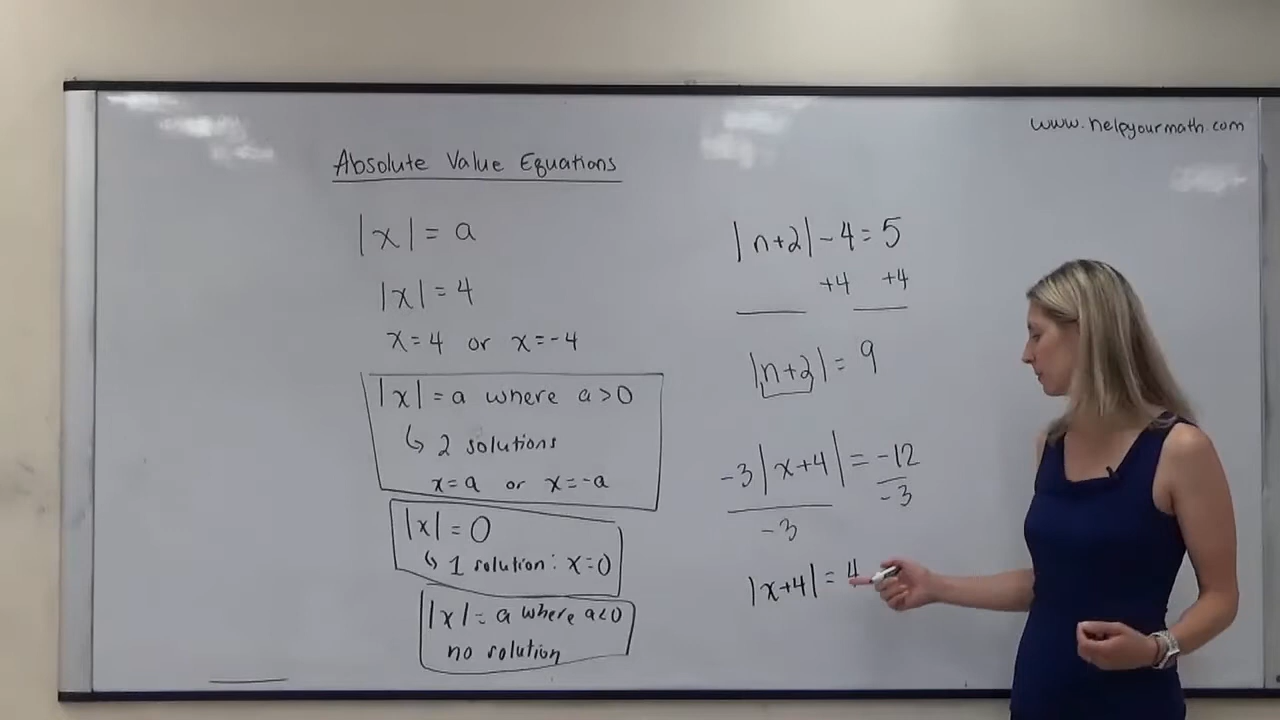 www.helpyourmath.com
Absolute Value Equations
|x| = a
|x| = 4
x=4 or x=-4
|x| = a where a>0
↳ 2 solutions
x=a or x=-a
|x| = 0
↳ 1 solution: x=0
|x| = a where a<0
no solution
|n+2| -4 = 5
+4 +4
|n+2| = 9
-3|x+4| = -12
-3 -3
|x+4| = 4